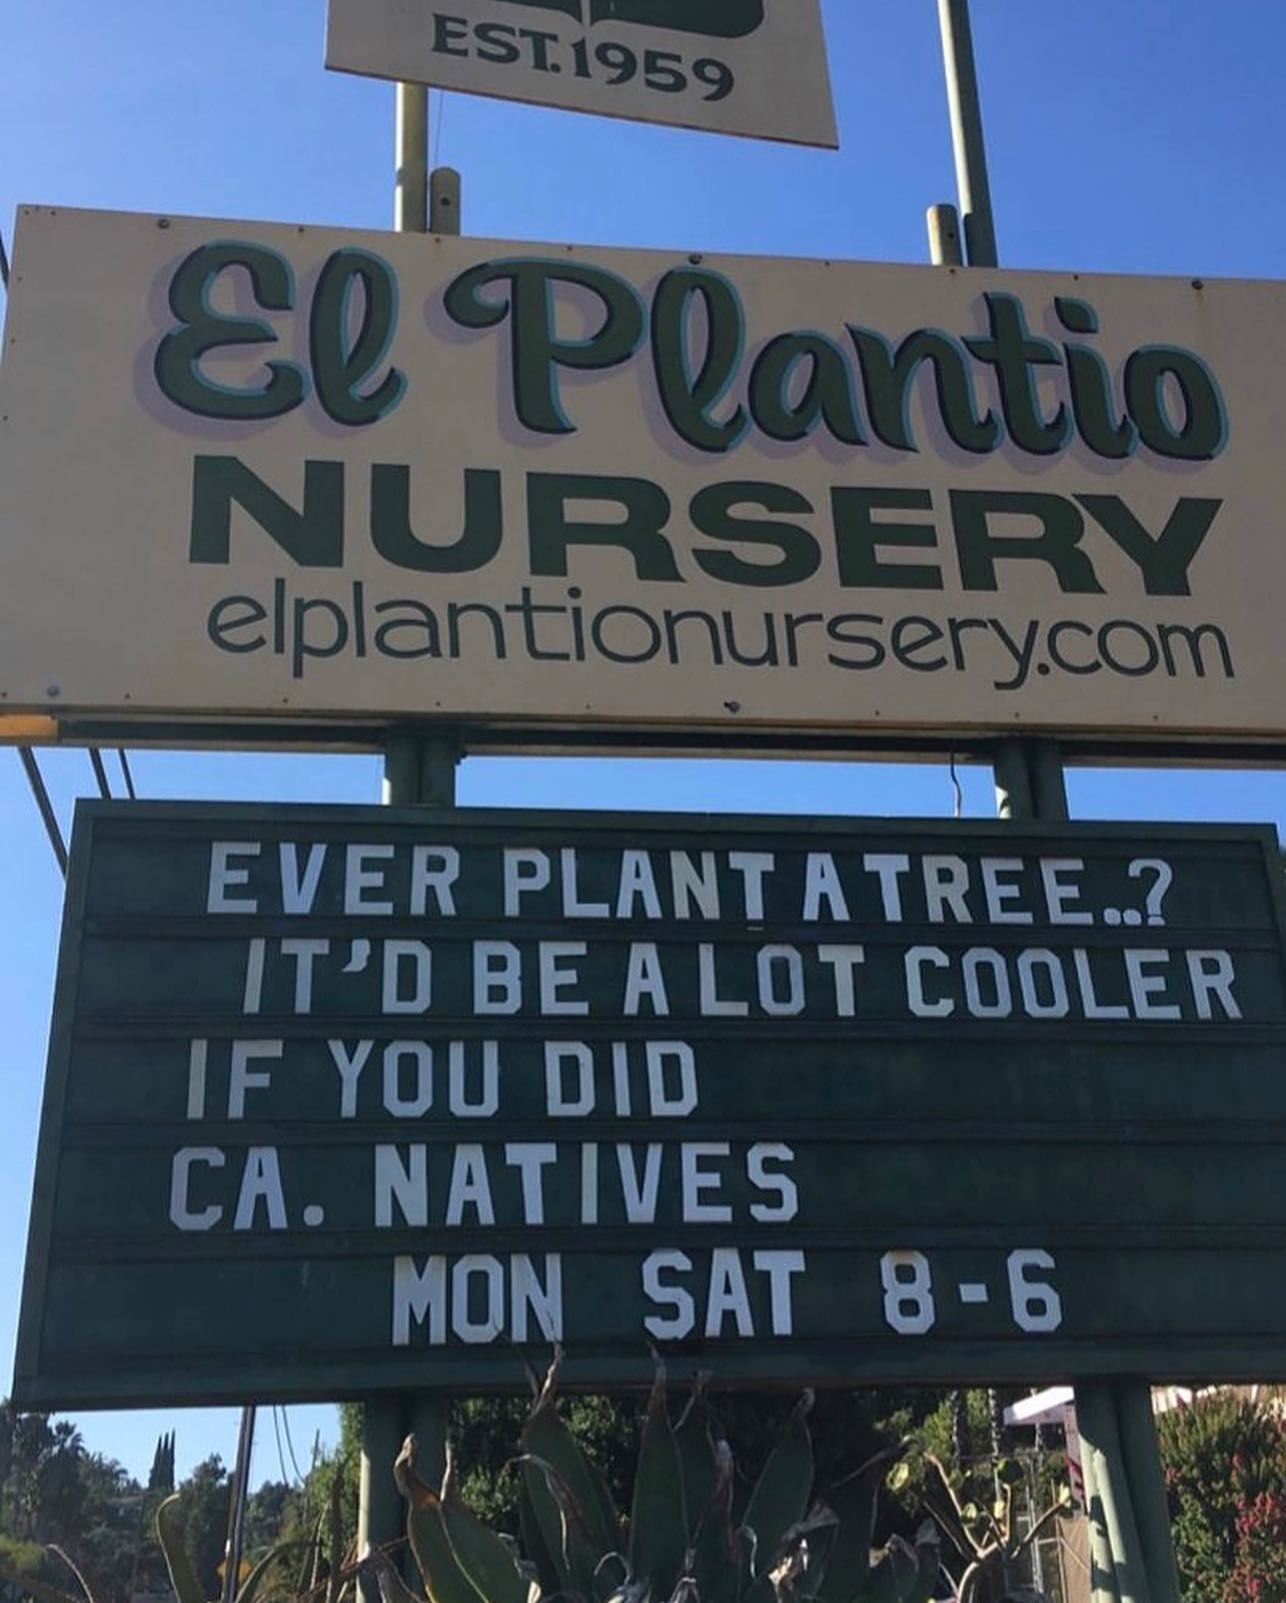 EST. 1959
El Plantio
NURSERY
elplantionursery.com
EVER PLANT A TREE..?
IT'D BE A LOT COOLER
IF YOU DID
CA. NATIVES
MON SAT 8-6